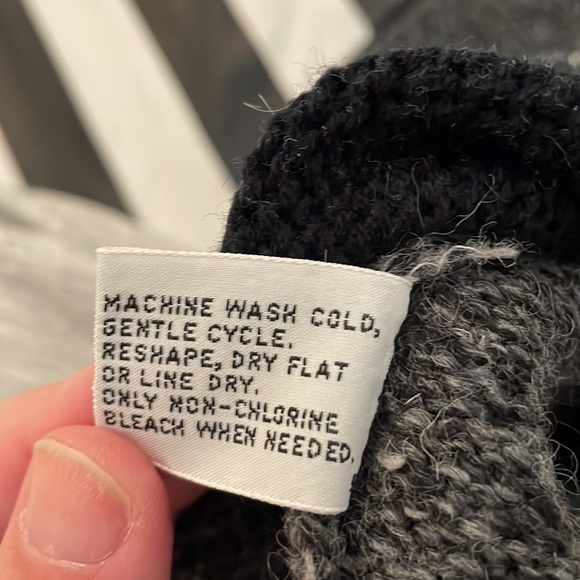 MACHINE WASH COLD,
GENTLE CYCLE.
RESHAPE, DRY FLAT
OR LINE DRY.
ONLY NON-CHLORINE
BLEACH WHEN NEEDED.